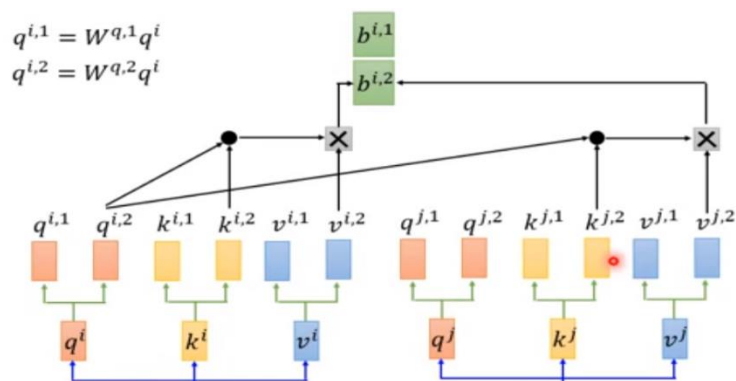 q^{i,1} = W^{q,1}q^i
q^{i,2} = W^{q,2}q^i
b^{i,1}
b^{i,2}
q^{i,1} q^{i,2} k^{i,1} k^{i,2} v^{i,1} v^{i,2} q^{j,1} q^{j,2} k^{j,1} k^{j,2} v^{j,1} v^{j,2}
q^i k^i v^i q^j k^j v^j